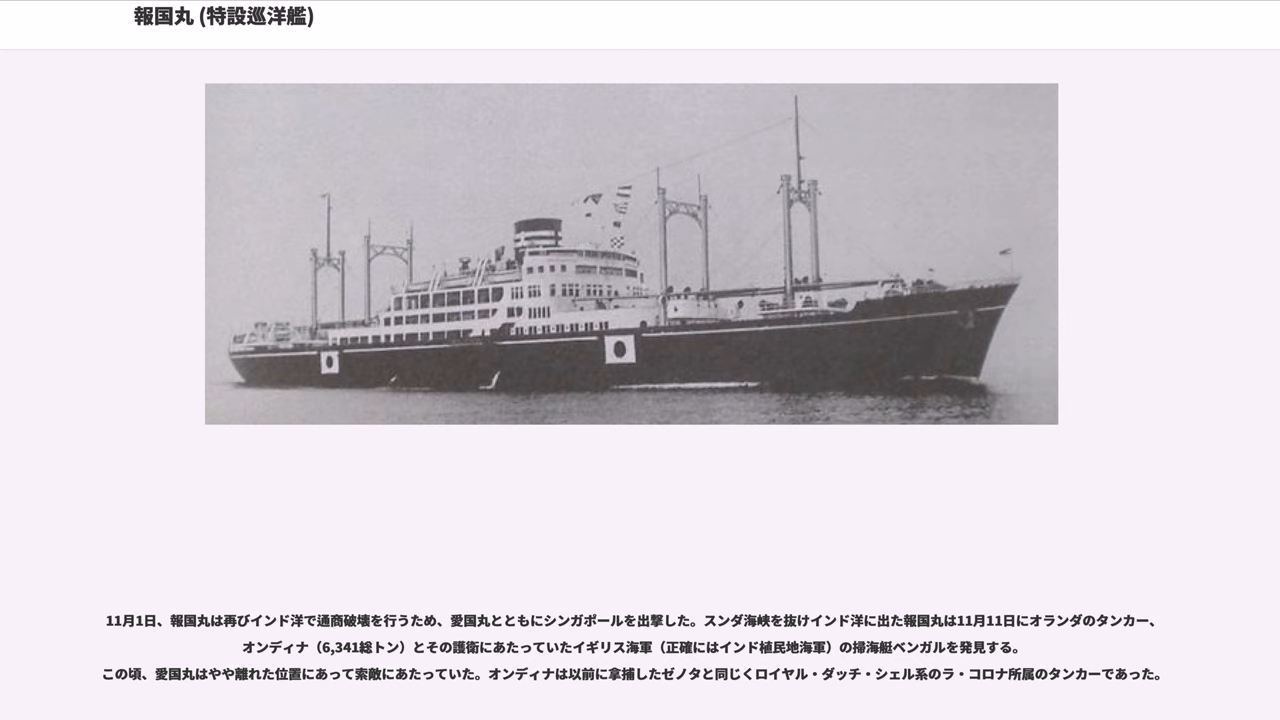 報国丸 (特設巡洋艦)
11月1日、報国丸は再びインド洋で通商破壊を行うため、愛国丸とともにシンガポールを出撃した。スンダ海峡を抜けインド洋に出た報国丸は11月11日にオランダのタンカー、
オンディナ（6,341総トン）とその護衛にあたっていたイギリス海軍（正確にはインド植民地海軍）の掃海艇ベンガルを発見する。
この頃、愛国丸はやや離れた位置にあって索敵にあたっていた。オンディナは以前に拿捕したゼノタと同じくロイヤル・ダッチ・シェル系のラ・コロナ所属のタンカーであった。